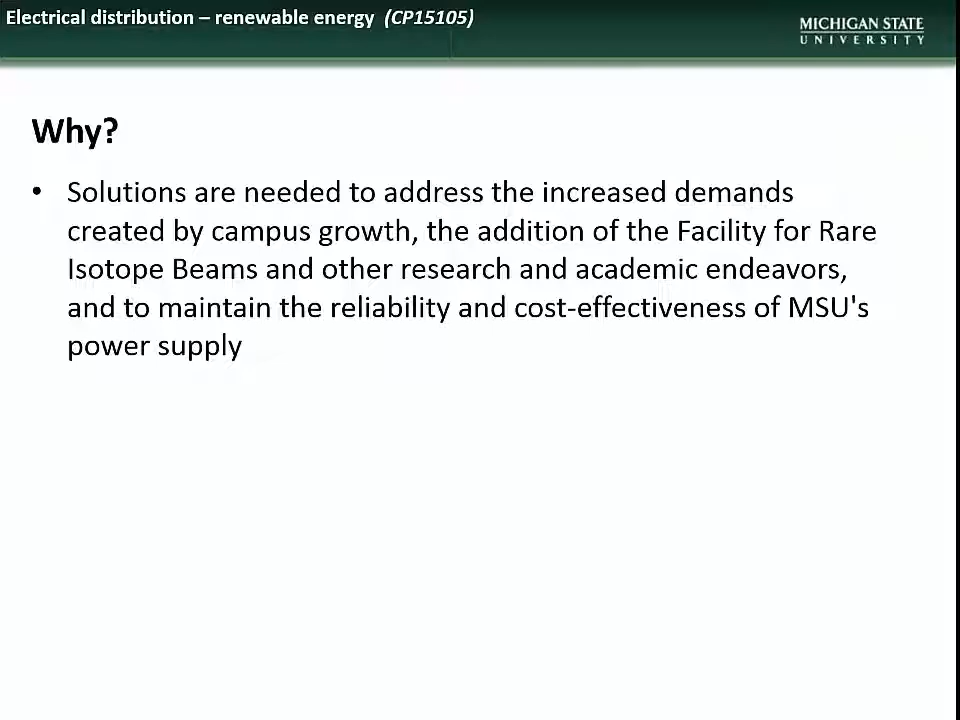 Electrical distribution – renewable energy (CP15105)
MICHIGAN STATE
UNIVERSITY
Why?
• Solutions are needed to address the increased demands
created by campus growth, the addition of the Facility for Rare
Isotope Beams and other research and academic endeavors,
and to maintain the reliability and cost-effectiveness of MSU's
power supply